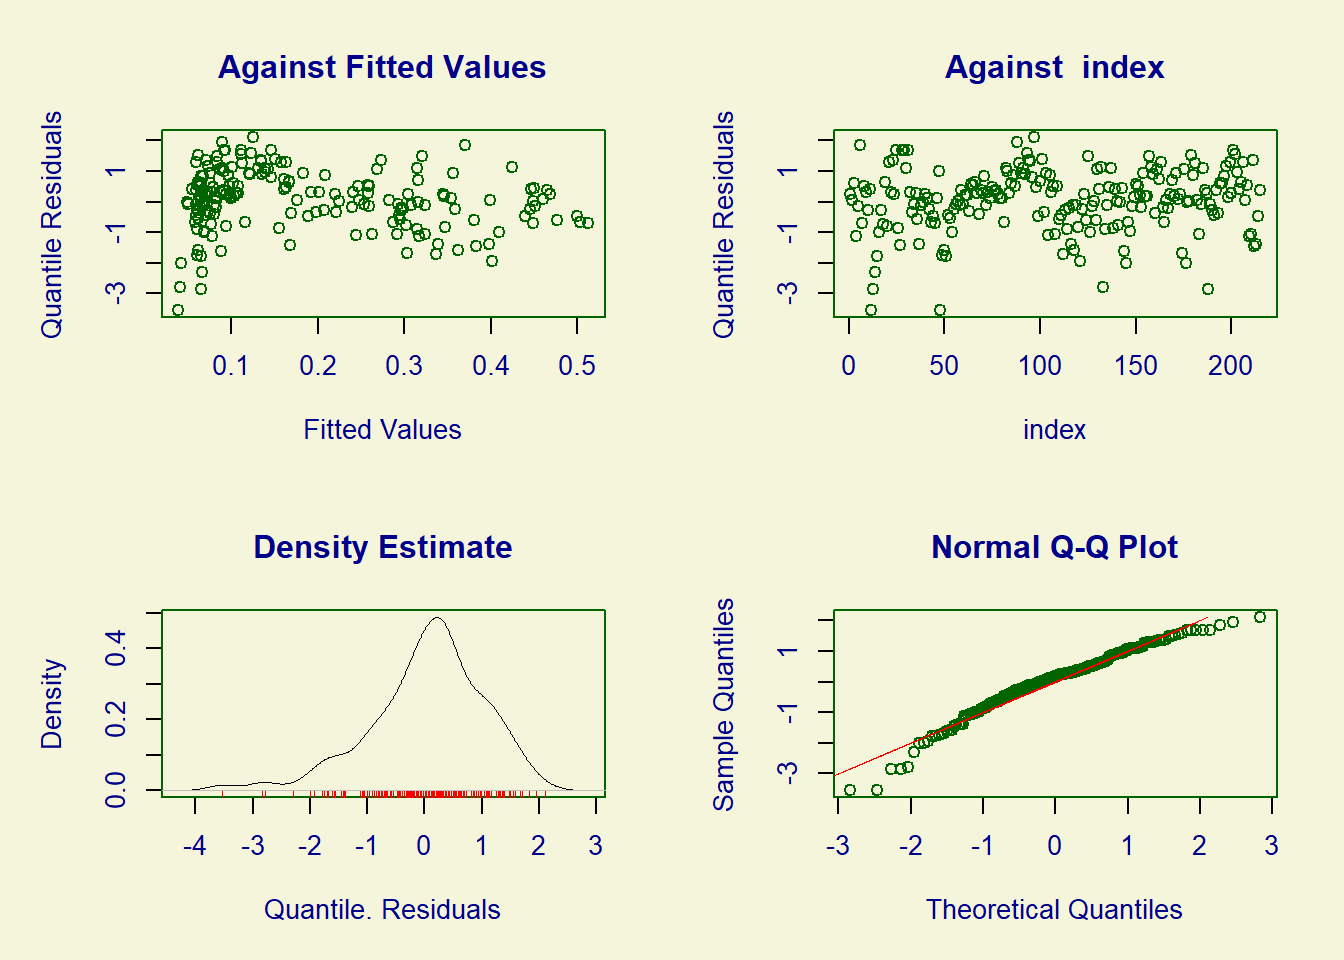 Against Fitted Values
Quantile Residuals
1
-1
-3
0.1 0.2 0.3 0.4 0.5
Fitted Values
Against  index
Quantile Residuals
1
-1
-3
0 50 100 150 200
index
Density Estimate
Density
0.4
0.2
0.0
-4 -3 -2 -1 0 1 2 3
Quantile. Residuals
Normal Q-Q Plot
Sample Quantiles
1
-1
-3
-3 -2 -1 0 1 2 3
Theoretical Quantiles